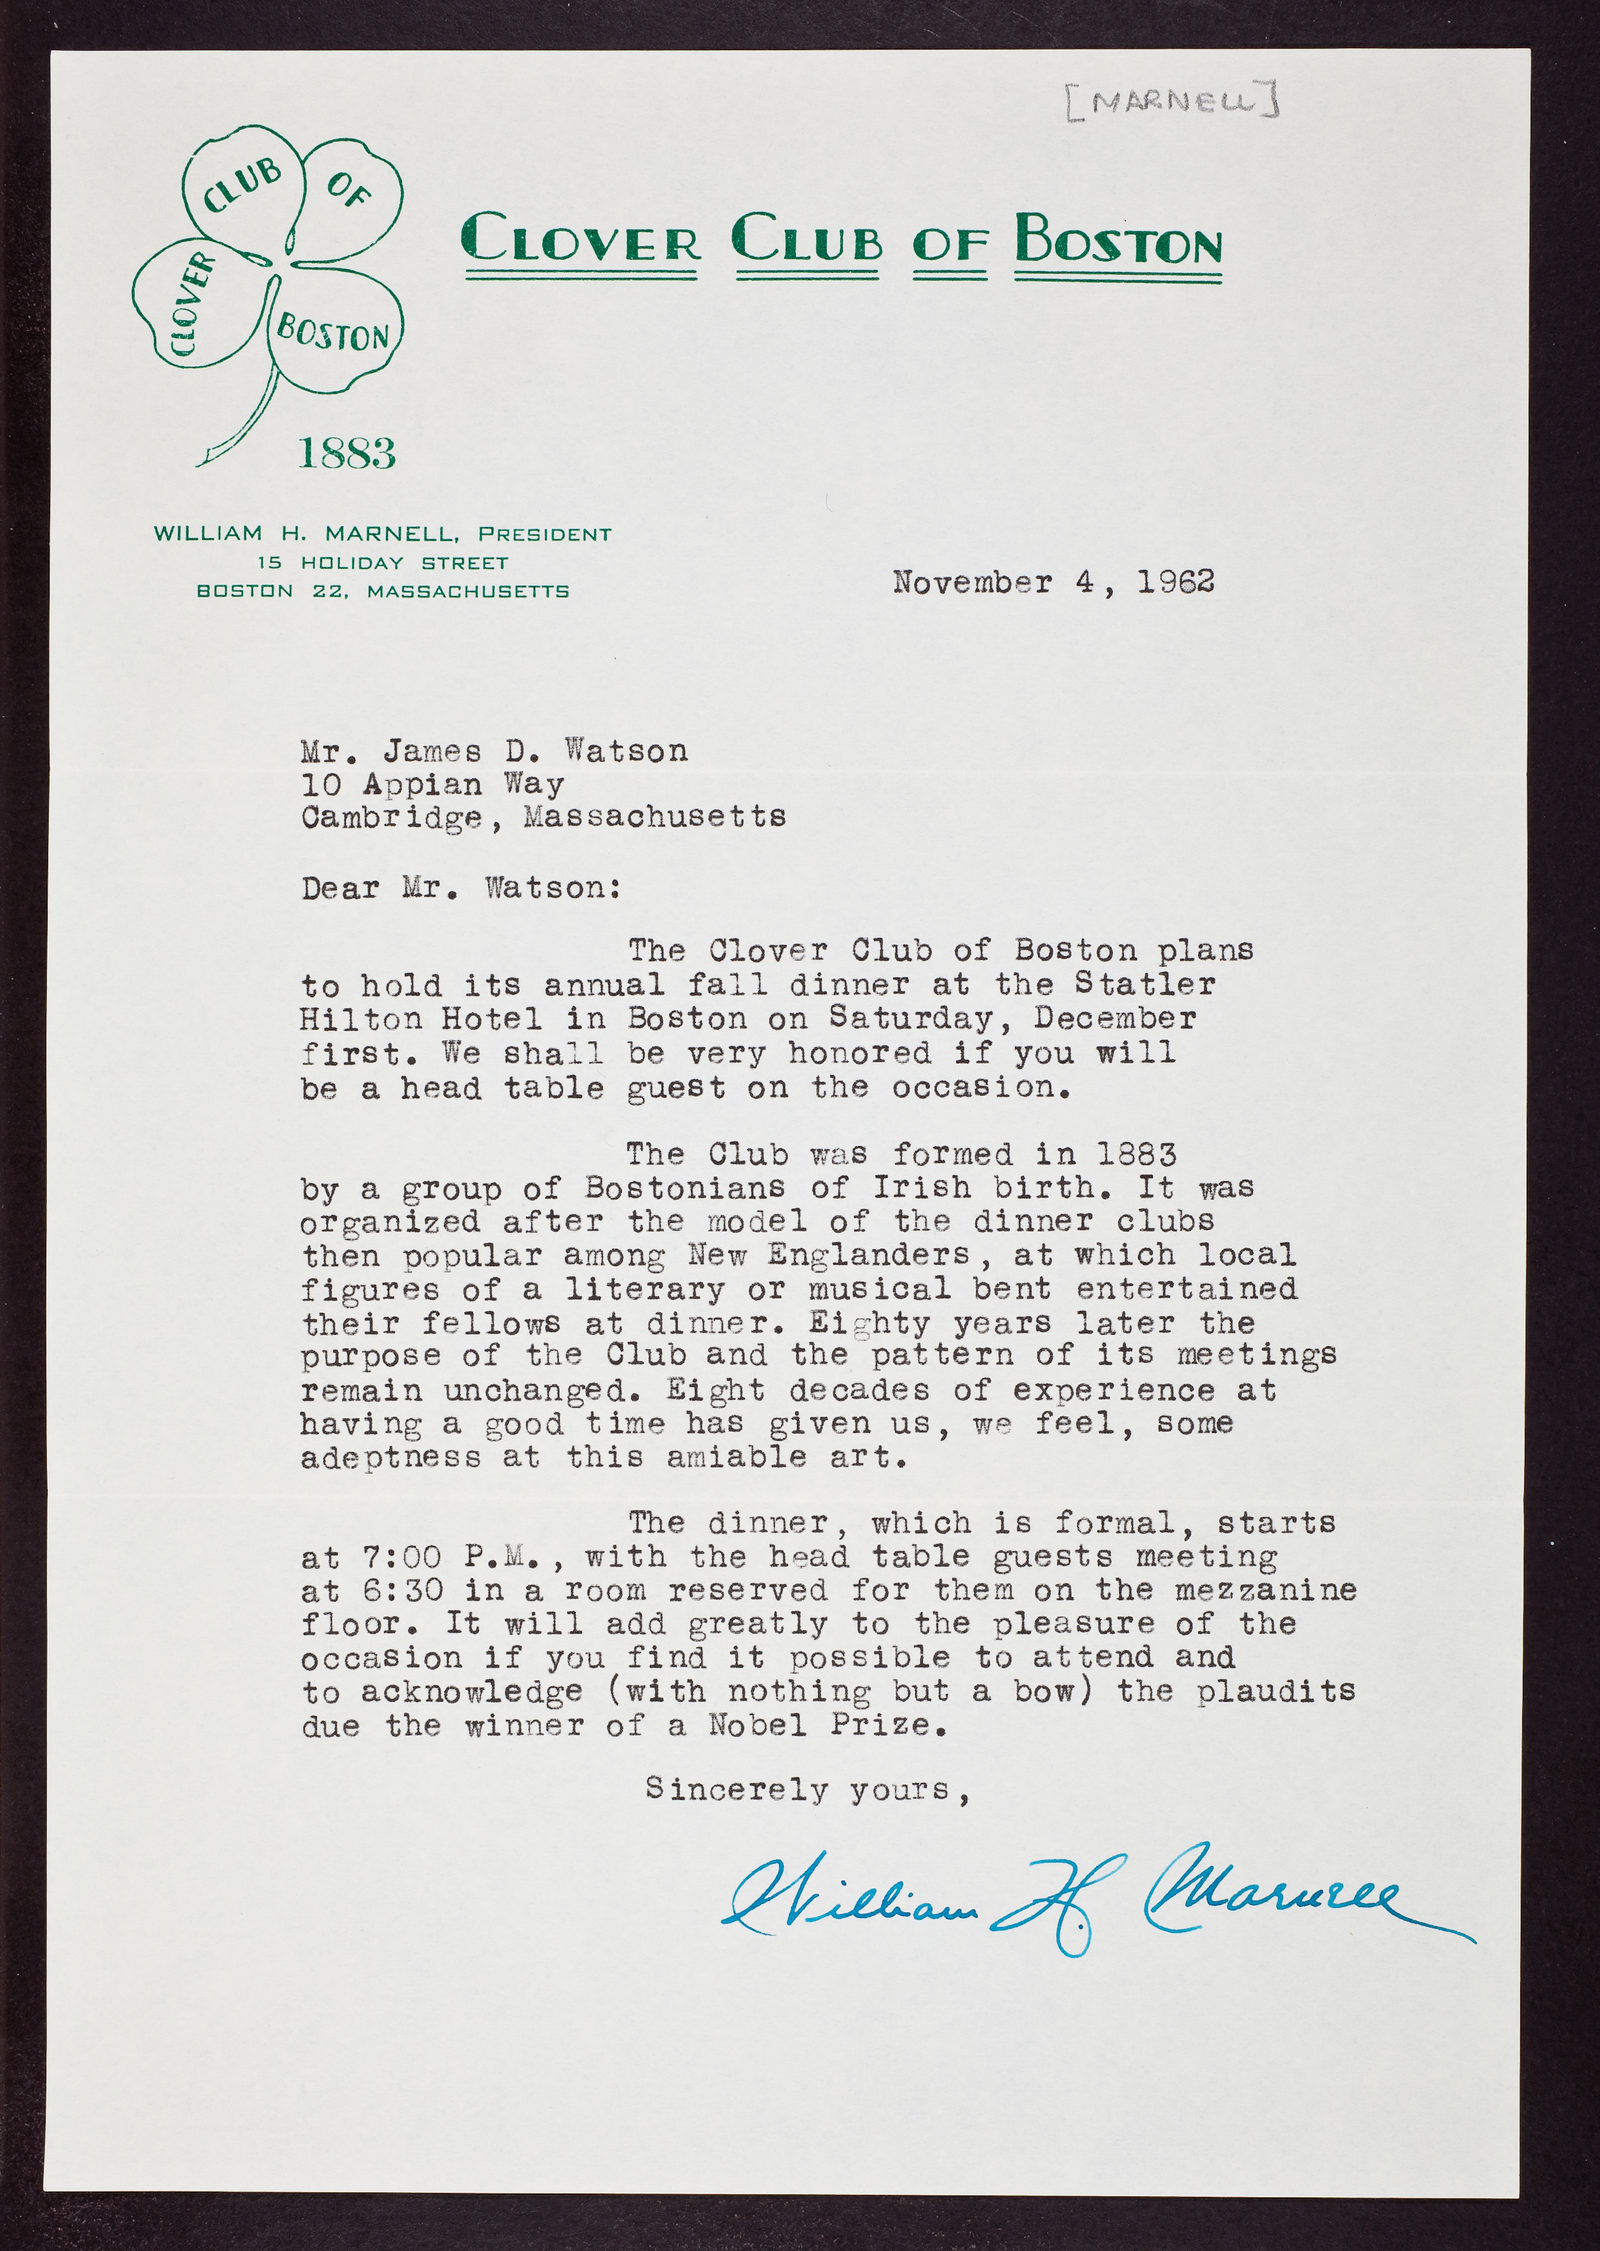 [MARNELL]
CLOVER CLUB OF BOSTON
CLOVER CLUB OF BOSTON
1883
WILLIAM H. MARNELL, PRESIDENT
15 HOLIDAY STREET
BOSTON 22, MASSACHUSETTS
November 4, 1962
Mr. James D. Watson
10 Appian Way
Cambridge, Massachusetts
Dear Mr. Watson:
The Clover Club of Boston plans
to hold its annual fall dinner at the Statler
Hilton Hotel in Boston on Saturday, December
first. We shall be very honored if you will
be a head table guest on the occasion.
The Club was formed in 1883
by a group of Bostonians of Irish birth. It was
organized after the model of the dinner clubs
then popular among New Englanders, at which local
figures of a literary or musical bent entertained
their fellows at dinner. Eighty years later the
purpose of the Club and the pattern of its meetings
remain unchanged. Eight decades of experience at
having a good time has given us, we feel, some
adeptness at this amiable art.
The dinner, which is formal, starts
at 7:00 P.M., with the head table guests meeting
at 6:30 in a room reserved for them on the mezzanine
floor. It will add greatly to the pleasure of the
occasion if you find it possible to attend and
to acknowledge (with nothing but a bow) the plaudits
due the winner of a Nobel Prize.
Sincerely yours,
William H. Marnell